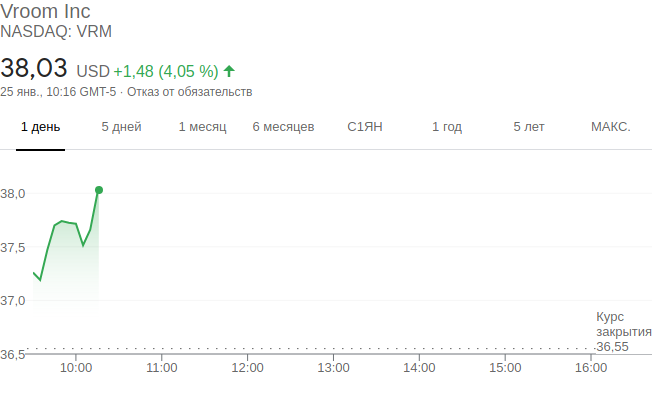 Vroom Inc
NASDAQ: VRM
38,03 USD +1,48 (4,05 %)
25 янв., 10:16 GMT-5 · Отказ от обязательств
1 день 5 дней 1 месяц 6 месяцев С1ЯН 1 год 5 лет МАКС.
38,0
37,5
37,0
Курс
закрытия
36,55
36,5
10:00 11:00 12:00 13:00 14:00 15:00 16:00